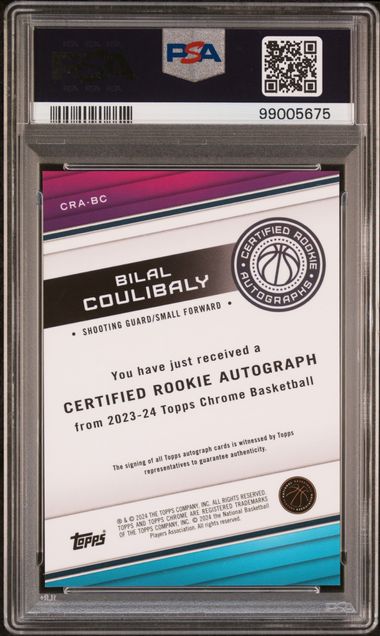 PSA
99005675
CRA-BC
BILAL
COULIBALY
• SHOOTING GUARD/SMALL FORWARD •
CERTIFIED ROOKIE
AUTOGRAPHS
You have just received a
CERTIFIED ROOKIE AUTOGRAPH
from 2023-24 Topps Chrome Basketball
The signing of all Topps autograph cards is witnessed by Topps
representatives to guarantee authenticity.
topps
® & © 2024 THE TOPPS COMPANY, INC. ALL RIGHTS RESERVED.
TOPPS AND TOPPS CHROME ARE REGISTERED TRADEMARKS
OF THE TOPPS COMPANY, INC. © 2024 the National Basketball
Players Association. All rights reserved.
PSA